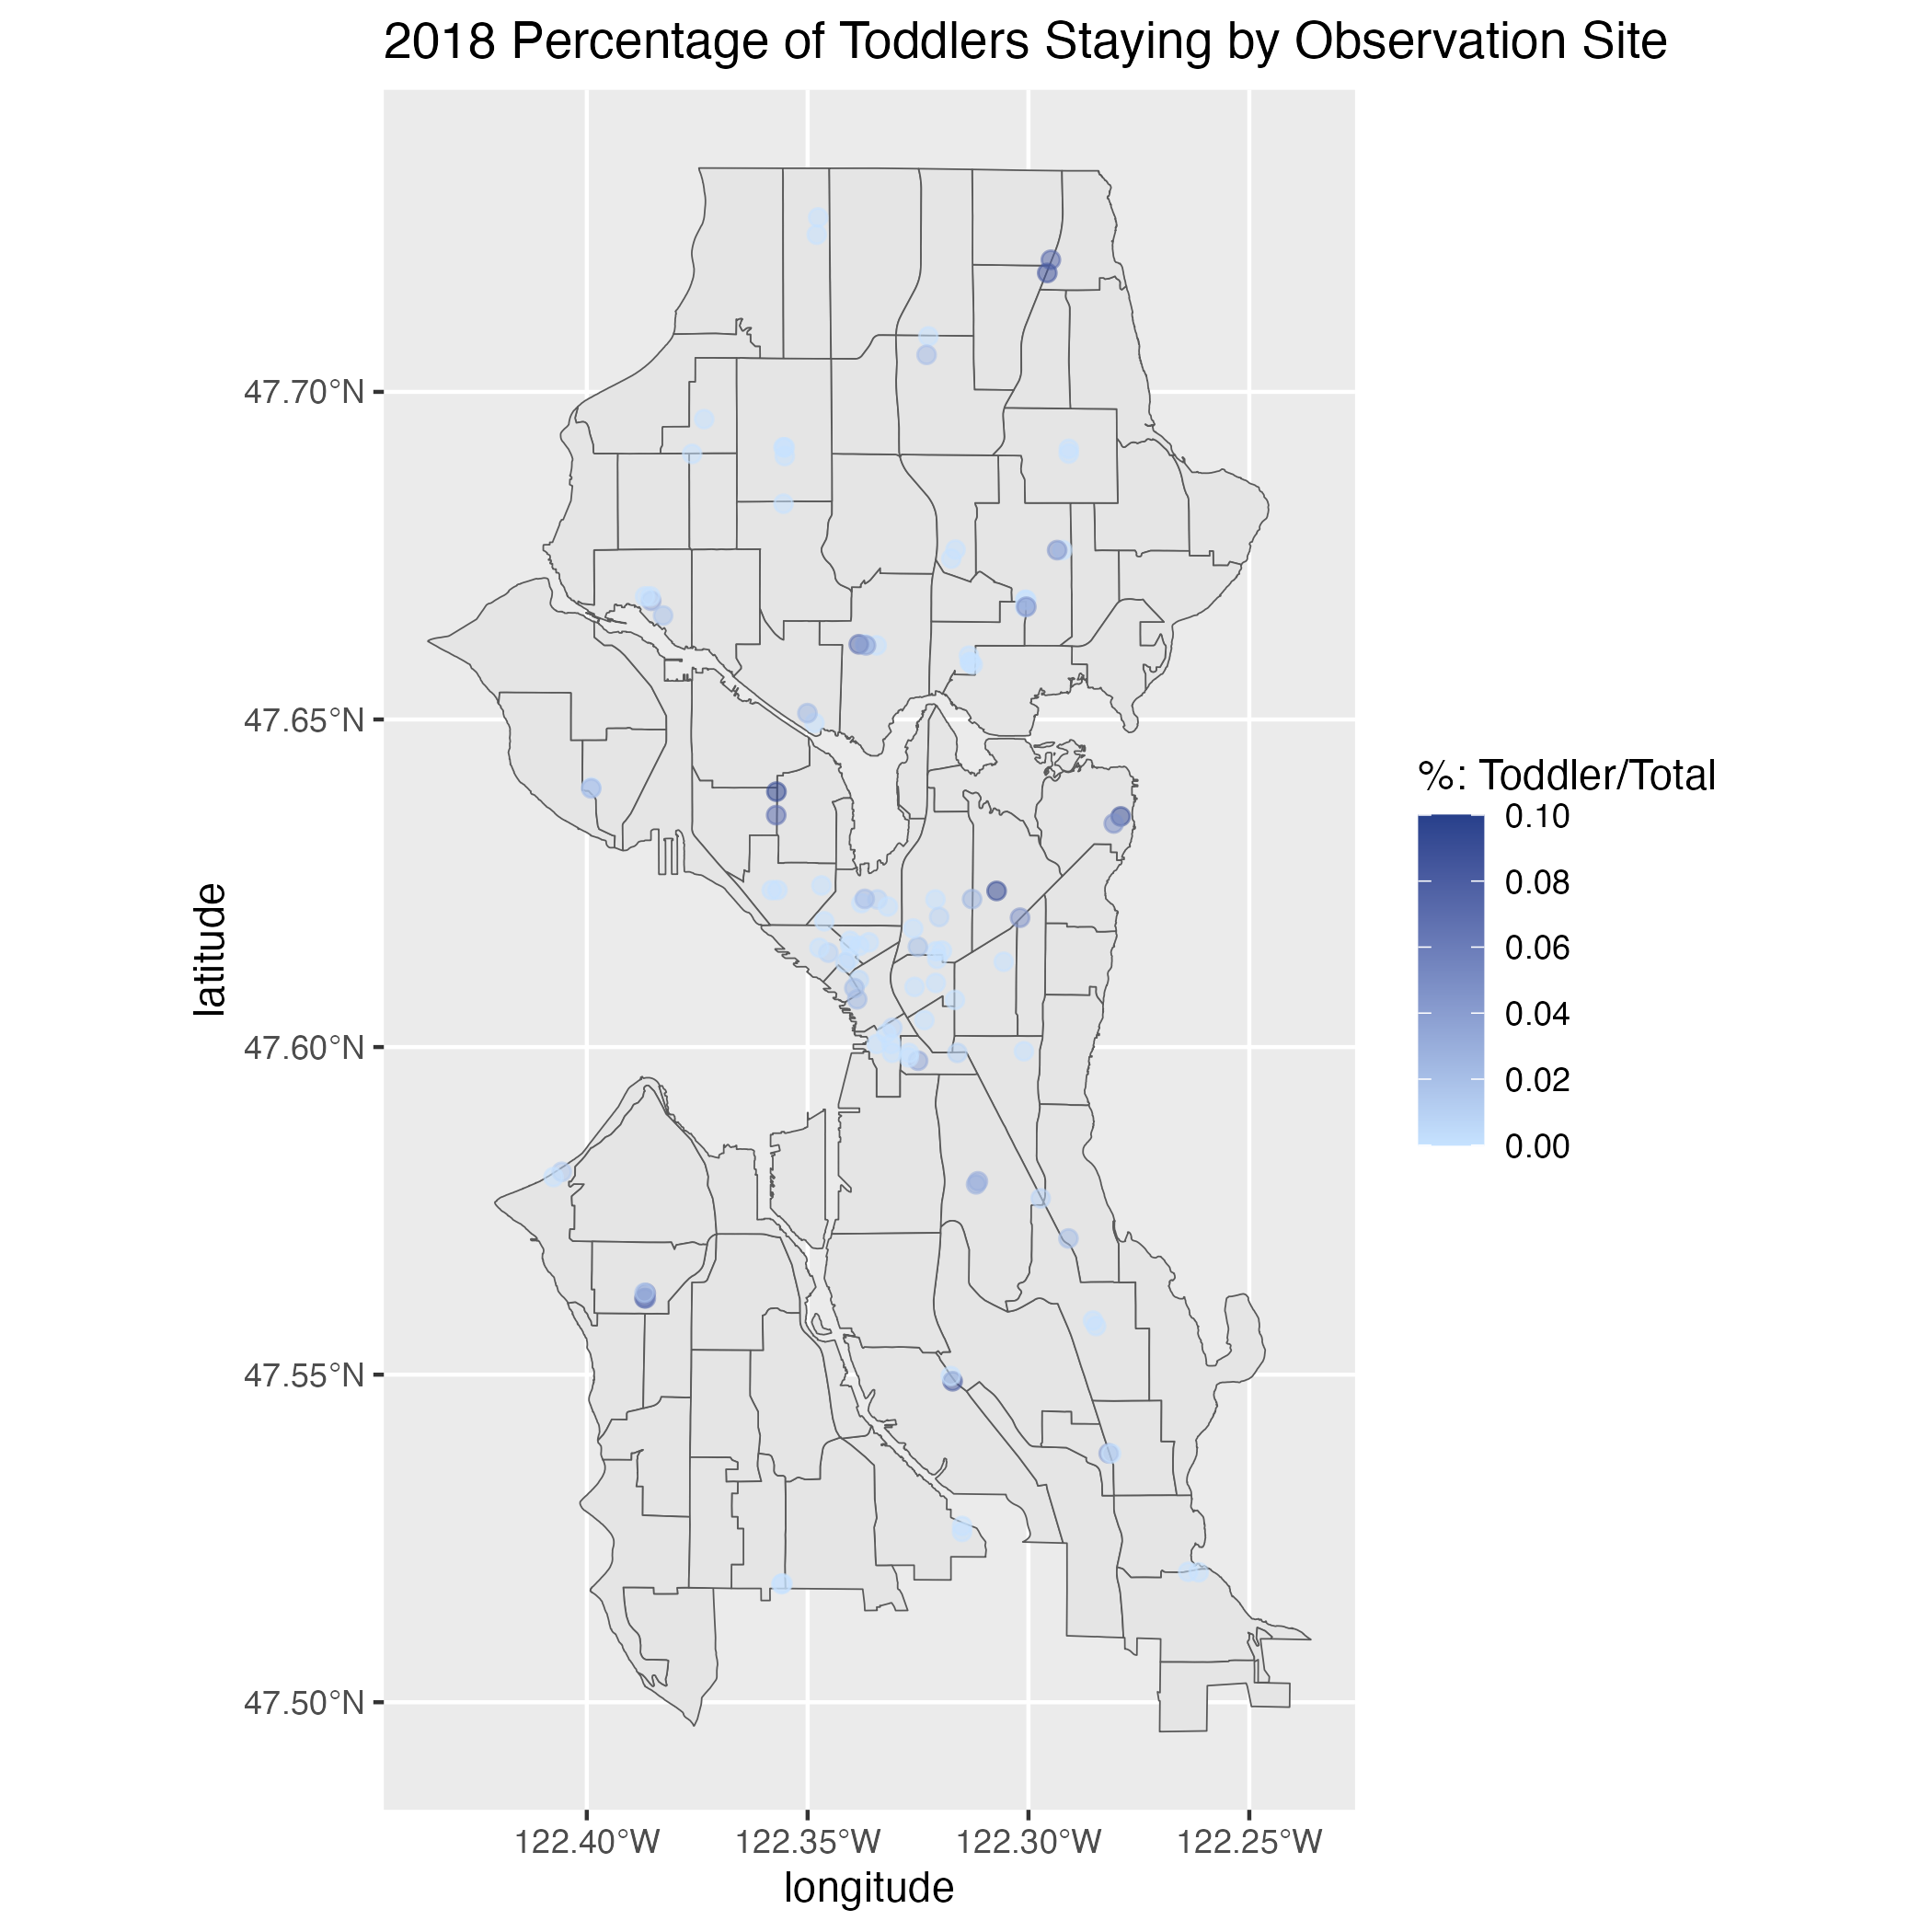 2018 Percentage of Toddlers Staying by Observation Site
47.70°N
47.65°N
47.60°N
47.55°N
47.50°N
latitude
122.40°W 122.35°W 122.30°W 122.25°W
longitude
%: Toddler/Total
0.10
0.08
0.06
0.04
0.02
0.00